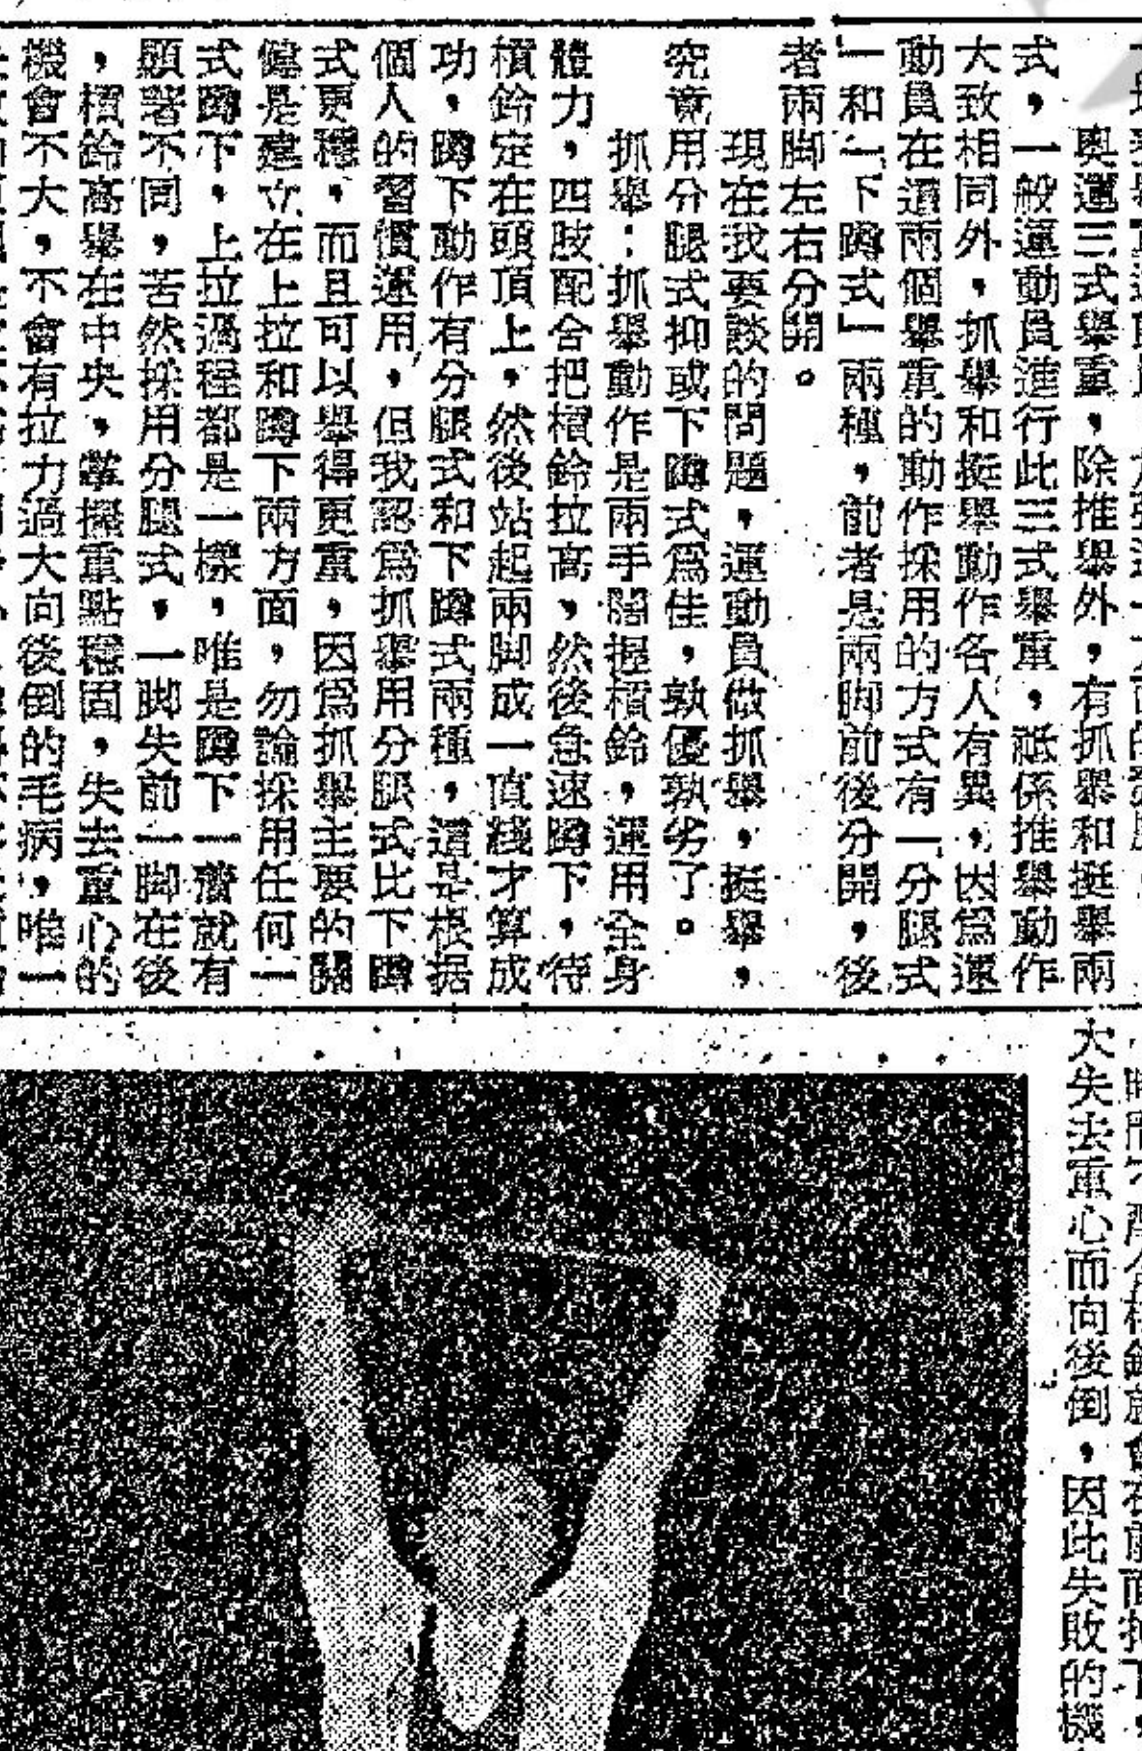 奧運三式舉重，除推舉外，有抓舉和挺舉兩
式，一般運動員進行此三式舉重，祗係推舉動作
大致相同外，抓舉和挺舉動作各人有異，因爲運
動員在這兩個舉重的動作採用的方式有「分腿式
」和「下蹲式」兩種，前者是兩脚前後分開，後
者兩脚左右分開。
現在我要談的問題，運動員做抓舉，挺舉，
究竟用分腿式抑或下蹲式爲佳，孰優孰劣了。
抓舉：抓舉動作是兩手闊握槓鈴，運用全身
體力，四肢配合把槓鈴拉高，然後急速蹲下，待
槓鈴定在頭頂上，然後站起兩脚成一直綫才算成
功，蹲下動作有分腿式和下蹲式兩種，這是根据
個人的習慣運用，但我認爲抓舉用分腿式比下蹲
式更穩，而且可以舉得更重，因爲抓舉主要的關
鍵是建立在上拉和蹲下兩方面，勿論採用任何一
式蹲下，上拉過程都是一樣，唯是蹲下一霎就有
顯著不同，苦然採用分腿式，一脚失前一脚在後
，槓鈴高舉在中央，掌握重點穩固，失去重心的
機會不大，不會有拉力過大向後倒的毛病，唯一
大失去重心而向後倒，因此失敗的機